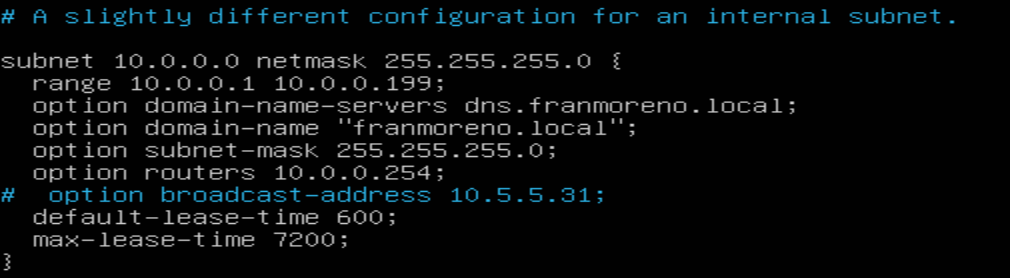 # A slightly different configuration for an internal subnet.
subnet 10.0.0.0 netmask 255.255.255.0 {
  range 10.0.0.1 10.0.0.199;
  option domain-name-servers dns.franmoreno.local;
  option domain-name "franmoreno.local";
  option subnet-mask 255.255.255.0;
  option routers 10.0.0.254;
#  option broadcast-address 10.5.5.31;
  default-lease-time 600;
  max-lease-time 7200;
}